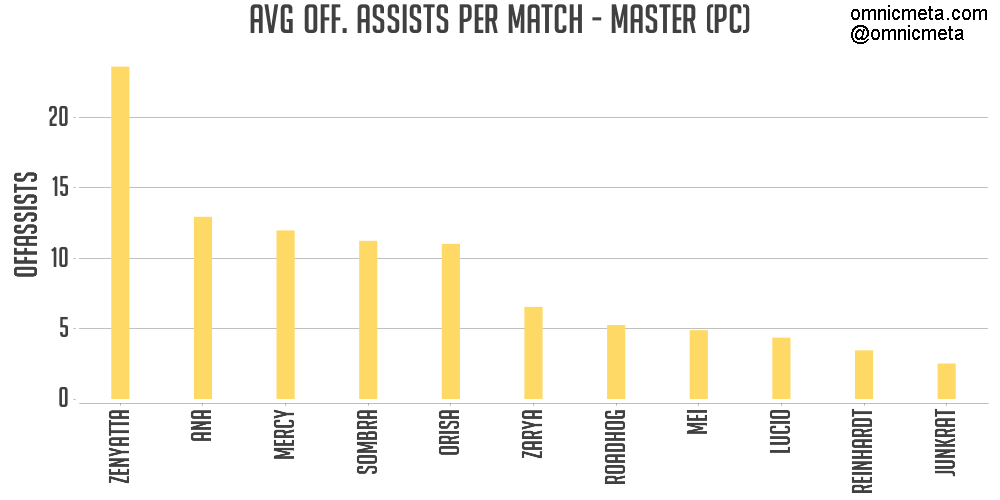 AVG OFF. ASSISTS PER MATCH - MASTER (PC)
omnicmeta.com
@omnicmeta
OFFASSISTS
20
15
10
5
0
ZENYATTA
ANA
MERCY
SOMBRA
ORISA
ZARYA
ROADHOG
MEI
LUCIO
REINHARDT
JUNKRAT